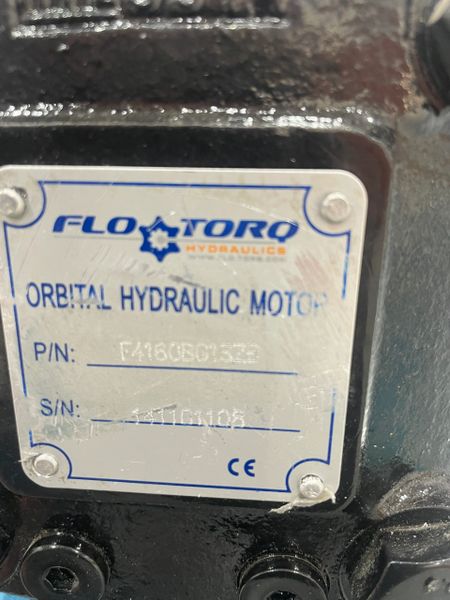 FLO TORQ
HYDRAULICS
ORBITAL HYDRAULIC MOTOR
P/N:
S/N:
CE